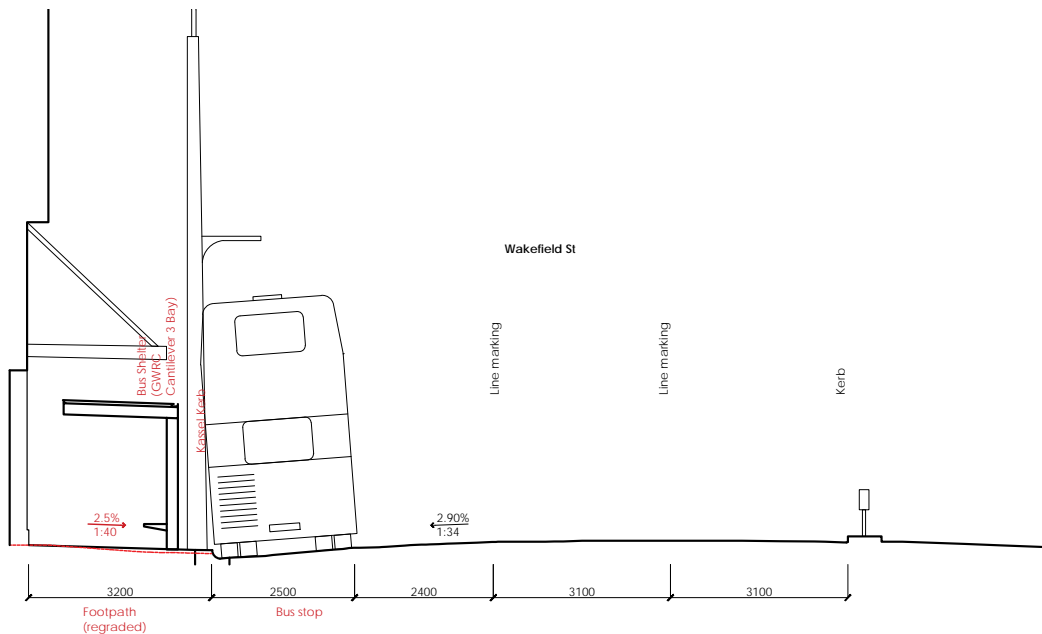 Wakefield St
Bus Shelter
(GWRC
Cantilever 3 Bay)
Kassel Kerb
Line marking
Line marking
Kerb
2.5%
1:40
2.90%
1:34
3200
2500
2400
3100
3100
Footpath
(regraded)
Bus stop